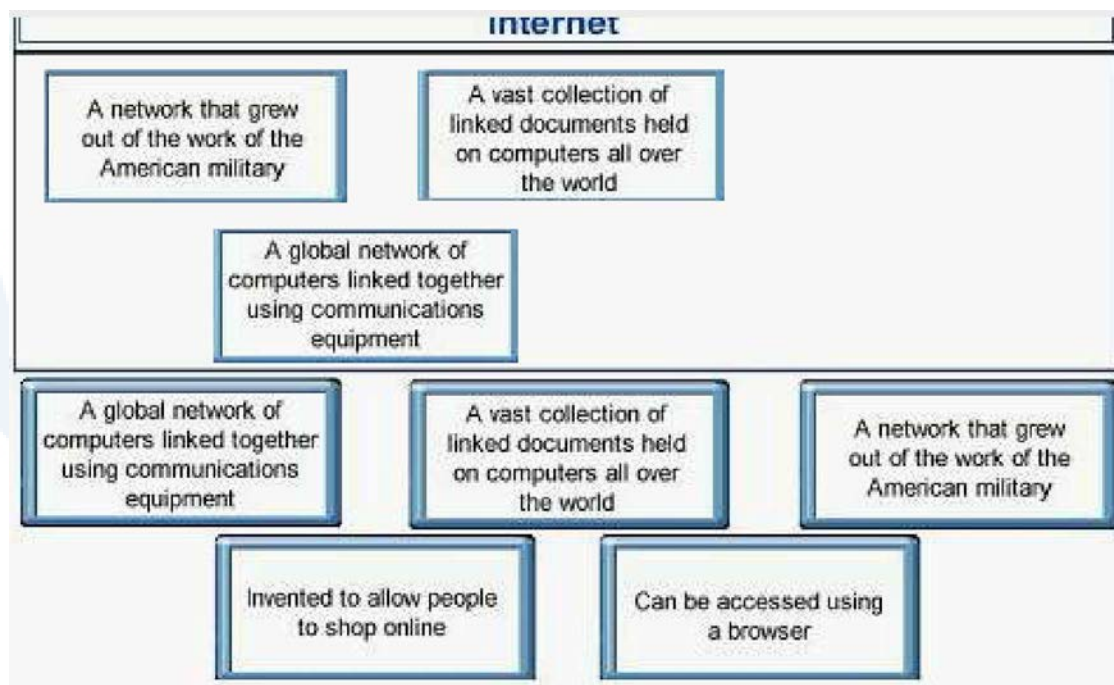 Internet
A network that grew
out of the work of the
American military
A vast collection of
linked documents held
on computers all over
the world
A global network of
computers linked together
using communications
equipment
A global network of
computers linked together
using communications
equipment
A vast collection of
linked documents held
on computers all over
the world
A network that grew
out of the work of the
American military
Invented to allow people
to shop online
Can be accessed using
a browser